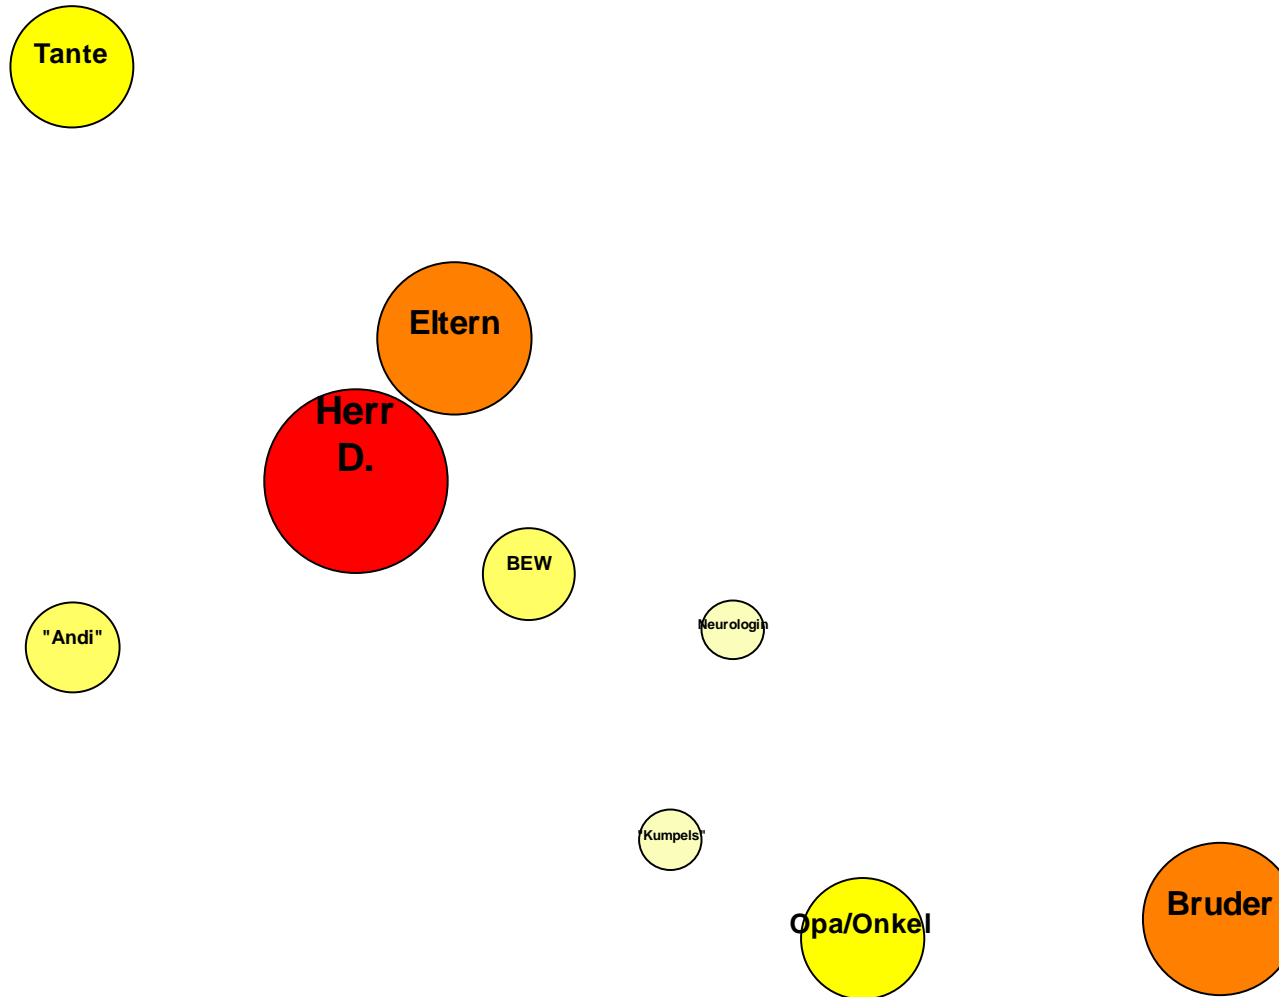 Tante
Eltern
Herr
D.
BEW
Neurologin
"Andi"
"Kumpels"
Opa/Onkel
Bruder